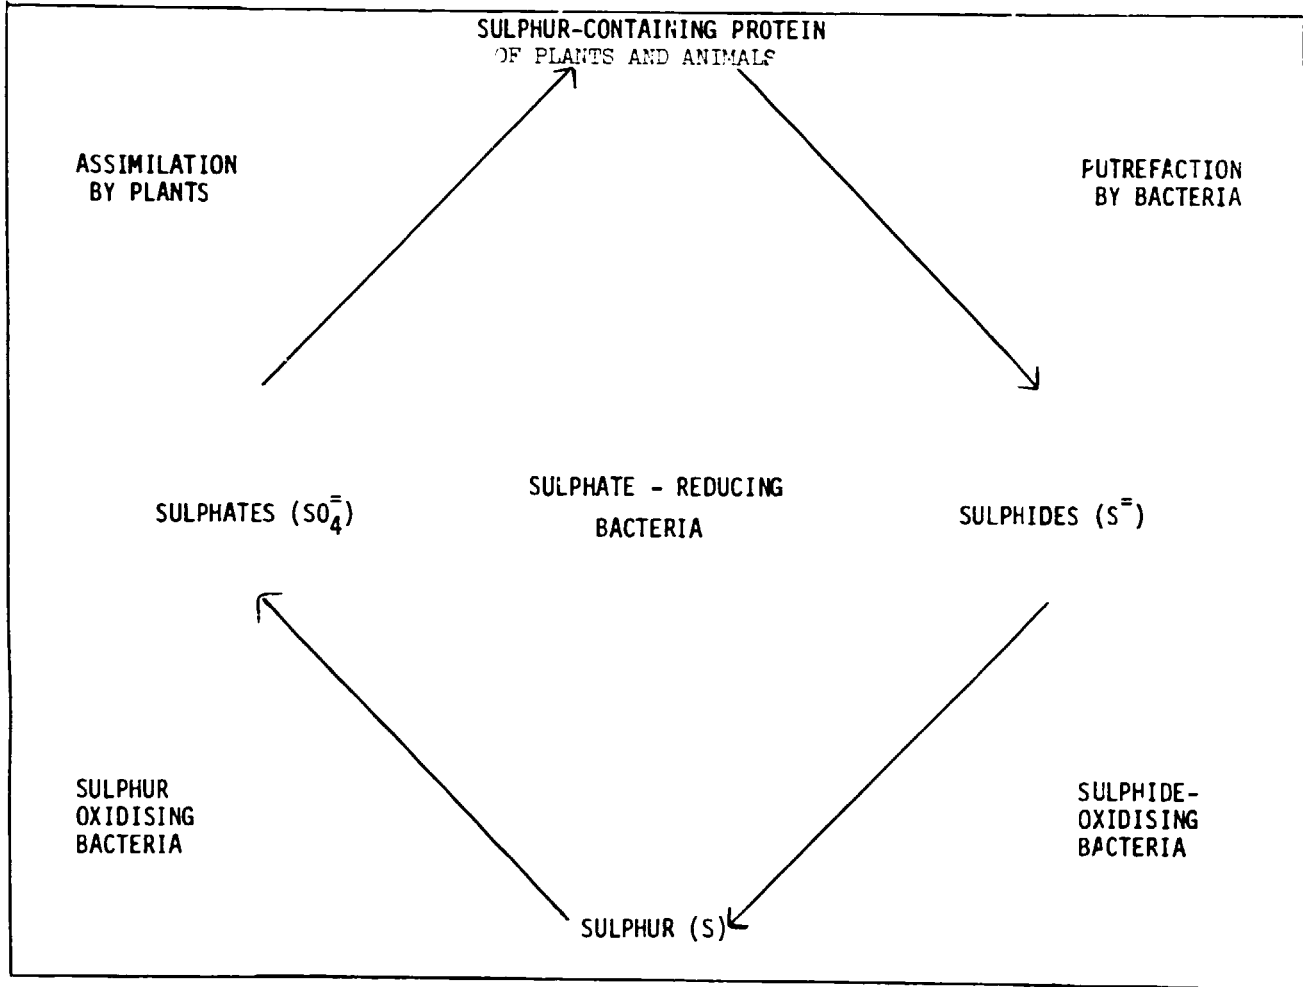 SULPHUR-CONTAINING PROTEIN
OF PLANTS AND ANIMALS
ASSIMILATION
BY PLANTS
PUTREFACTION
BY BACTERIA
SULPHATES (SO₄⁼)
SULPHATE - REDUCING
BACTERIA
SULPHIDES (S⁼)
SULPHUR
OXIDISING
BACTERIA
SULPHIDE-
OXIDISING
BACTERIA
SULPHUR (S)